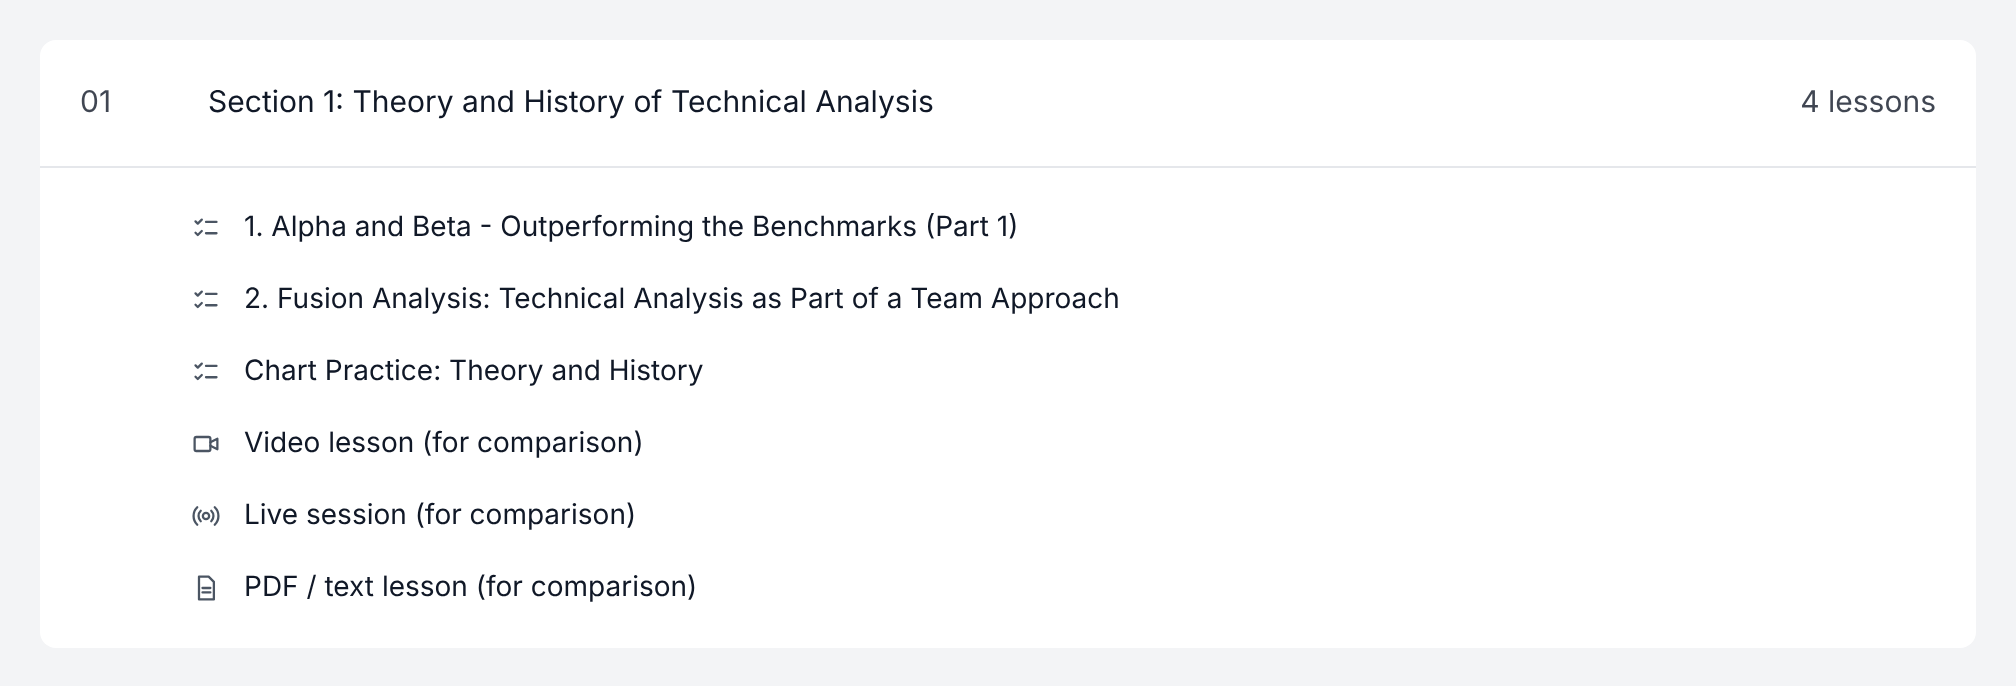 01 Section 1: Theory and History of Technical Analysis 4 lessons
1. Alpha and Beta - Outperforming the Benchmarks (Part 1)
2. Fusion Analysis: Technical Analysis as Part of a Team Approach
Chart Practice: Theory and History
Video lesson (for comparison)
Live session (for comparison)
PDF / text lesson (for comparison)